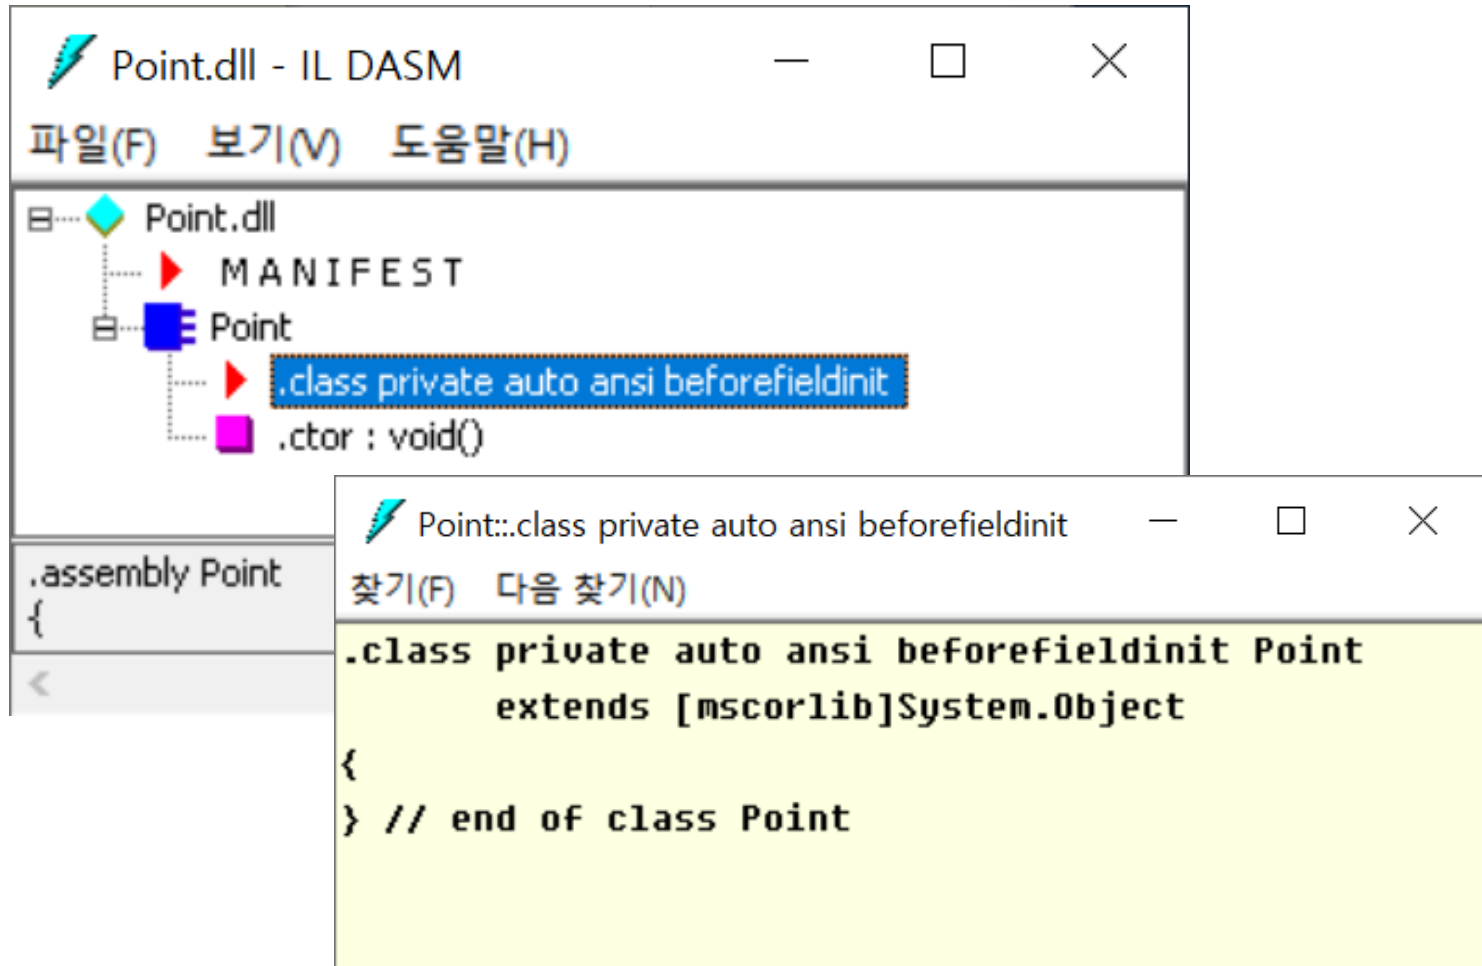 Point.dll - IL DASM
파일(F) 보기(V) 도움말(H)
Point.dll
M A N I F E S T
Point
.class private auto ansi beforefieldinit
.ctor : void()
.assembly Point
{
Point::.class private auto ansi beforefieldinit
찾기(F) 다음 찾기(N)
.class private auto ansi beforefieldinit Point
extends [mscorlib]System.Object
{
} // end of class Point